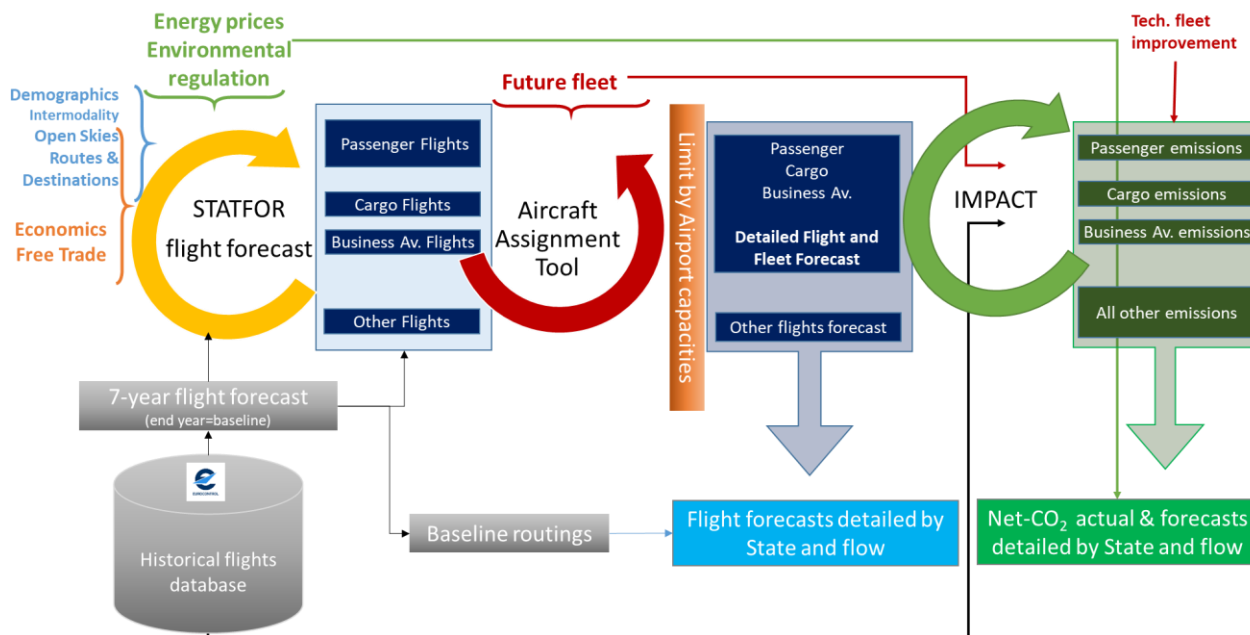 Energy prices
Environmental
regulation
Tech. fleet
improvement
Future fleet
Demographics
Intermodality
Open Skies
Routes &
Destinations
Economics
Free Trade
STATFOR
flight forecast
Passenger Flights
Cargo Flights
Business Av. Flights
Other Flights
Aircraft
Assignment
Tool
Limit by Airport capacities
Passenger
Cargo
Business Av.
Detailed Flight and
Fleet Forecast
Other flights forecast
IMPACT
Passenger emissions
Cargo emissions
Business Av. emissions
All other emissions
7-year flight forecast
(end year=baseline)
EUROCONTROL
Historical flights
database
Baseline routings
Flight forecasts detailed by
State and flow
Net-CO₂ actual & forecasts
detailed by State and flow